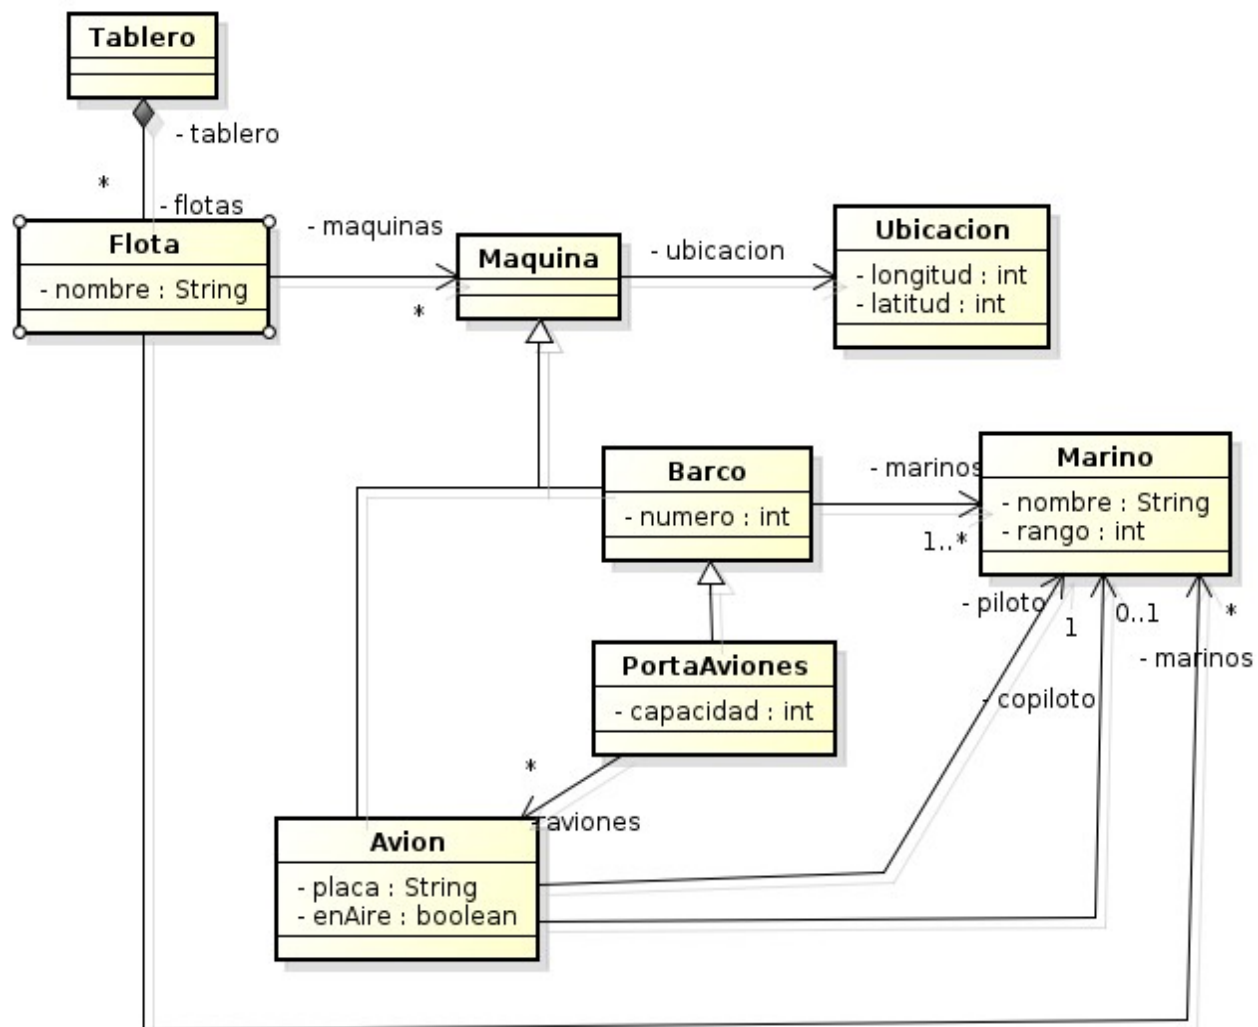 Tablero
- tablero
*
- flotas
Flota
- nombre : String
- maquinas
*
Maquina
- ubicacion
Ubicacion
- longitud : int
- latitud : int
Barco
- numero : int
- marinos
1..*
Marino
- nombre : String
- rango : int
- piloto
1
0..1
*
- marinos
- copiloto
PortaAviones
- capacidad : int
*
- aviones
Avion
- placa : String
- enAire : boolean